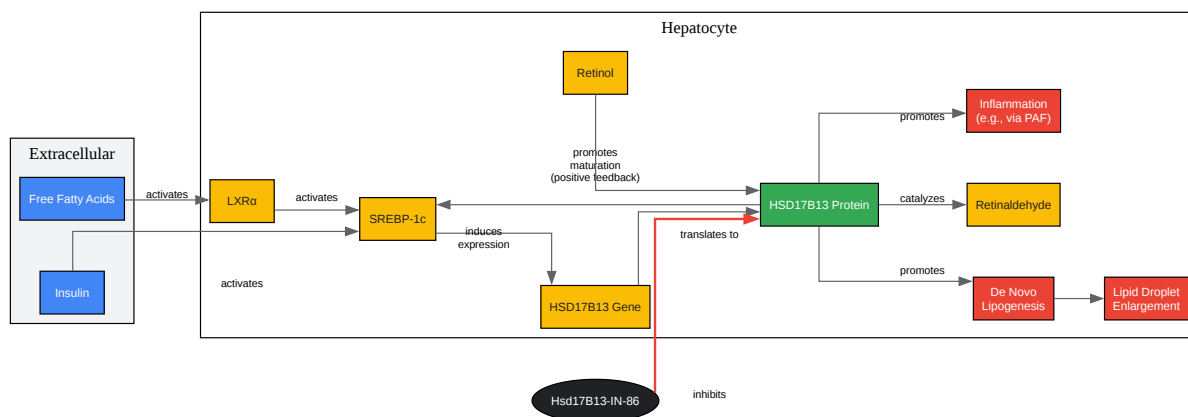 Hepatocyte
Retinol
Inflammation
(e.g., via PAF)
promotes
Extracellular
promotes
maturation
(positive feedback)
Free Fatty Acids
activates
LXRα
activates
SREBP-1c
HSD17B13 Protein
catalyzes
Retinaldehyde
induces
expression
translates to
activates
Insulin
promotes
HSD17B13 Gene
De Novo
Lipogenesis
Lipid Droplet
Enlargement
Hsd17B13-IN-86
inhibits